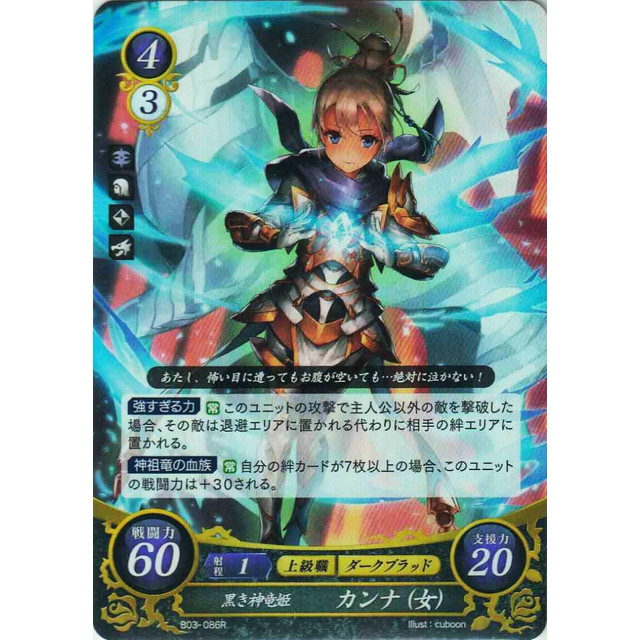 4
3
あたし、怖い目に遭ってもお腹が空いても…絶対に泣かない!
強すぎる力 常 このユニットの攻撃で主人公以外の敵を撃破した
場合、その敵は退避エリアに置かれる代わりに相手の絆エリアに
置かれる。
神祖竜の血族 常 自分の絆カードが7枚以上の場合、このユニット
の戦闘力は+30される。
戦闘力
60
射程 1
上級職 ダークブラッド
支援力
20
黒き神竜姫 カンナ(女)
B03-086R
Illust : cuboon